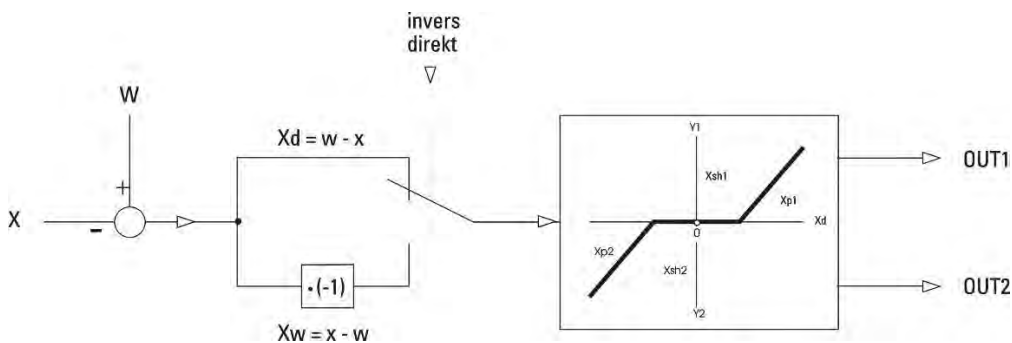 invers
direkt
W
Xd = w - x
+
X
-
•(-1)
Xw = x - w
Y1
Xsh1
Xp1
Xd
0
Xp2
Xsh2
Y2
OUT1
OUT2